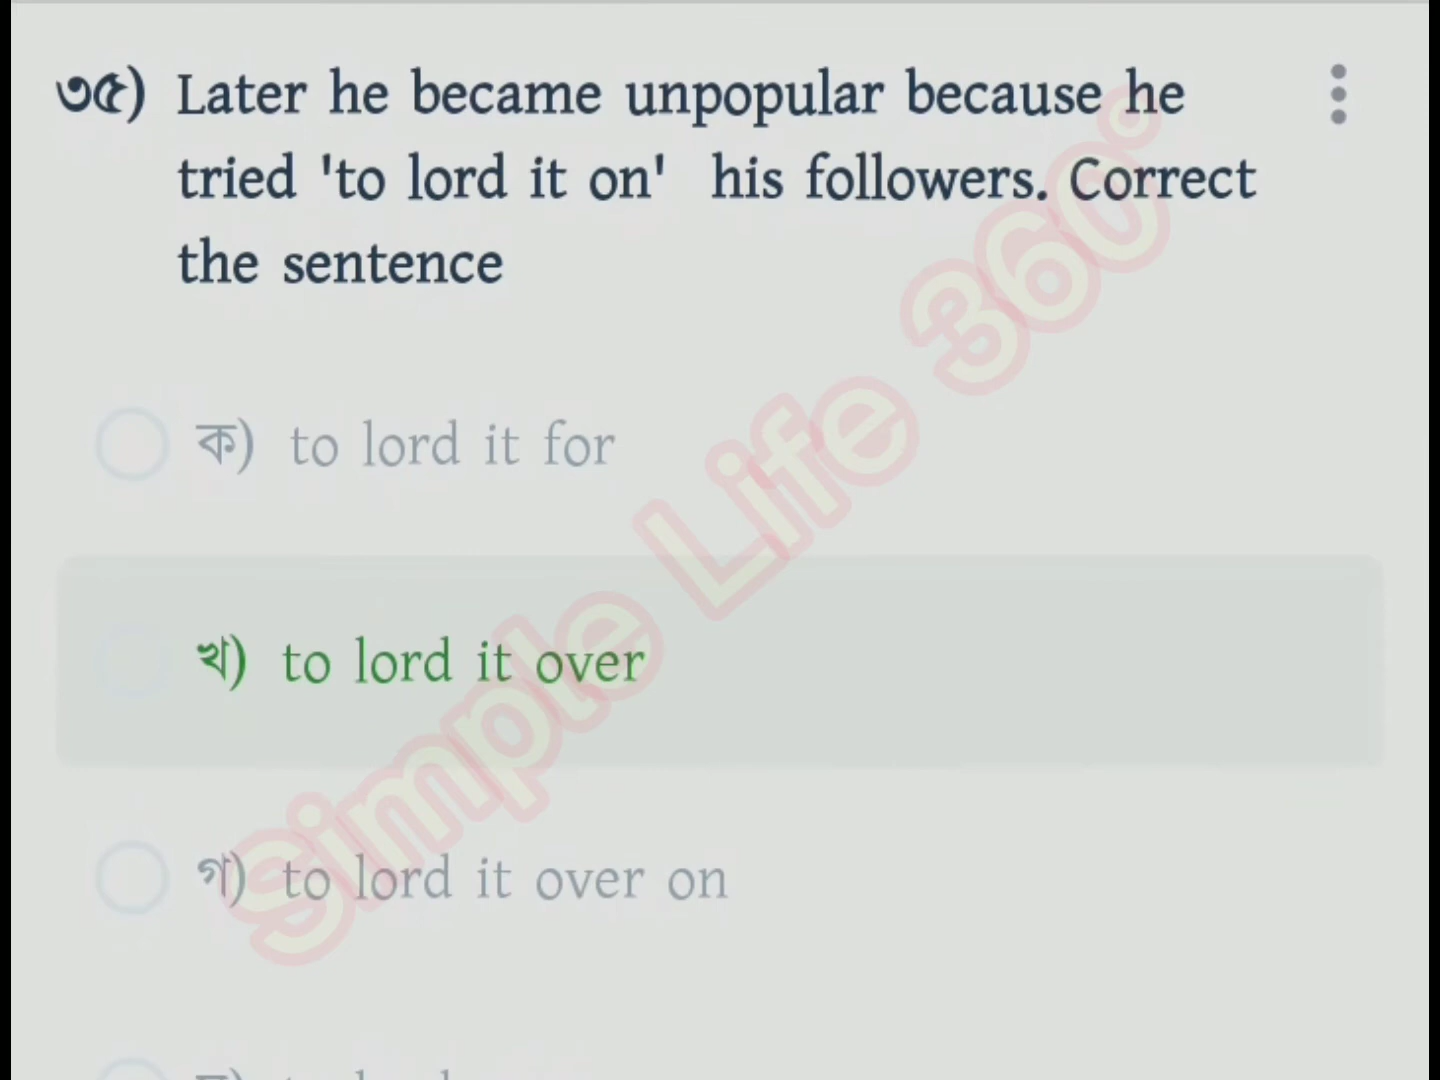 ৩৫) Later he became unpopular because he
tried 'to lord it on' his followers. Correct
the sentence
ক) to lord it for
খ) to lord it over
গ) to lord it over on
Simple Life 360°